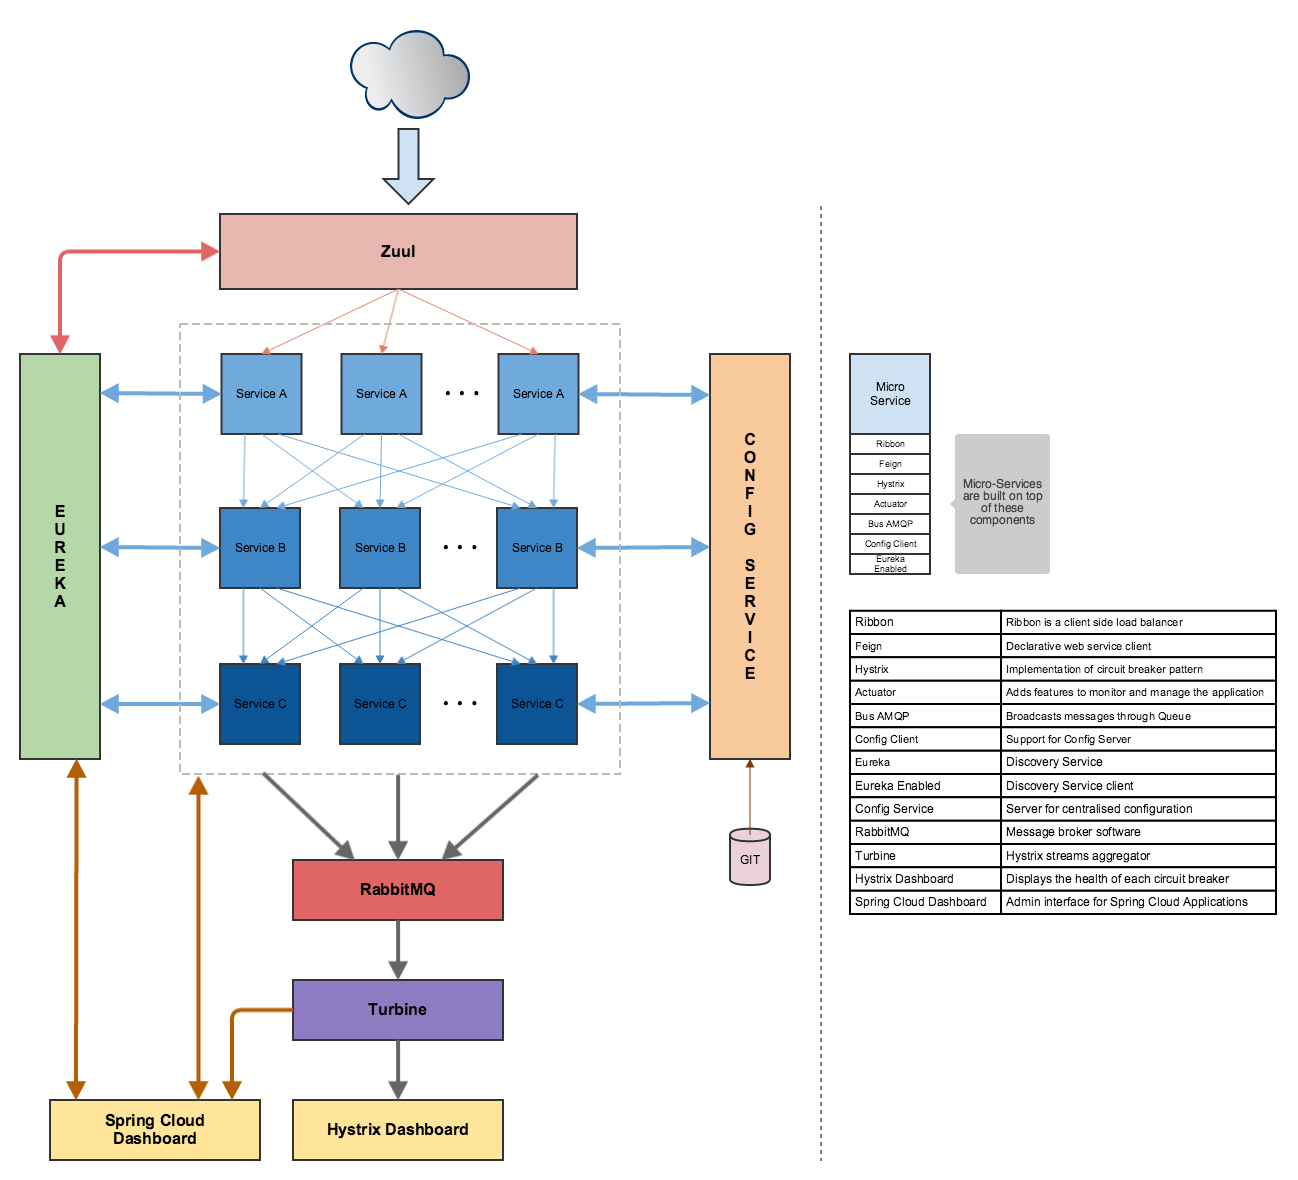 Zuul
Service A
Service A
• • •
Service A
EUREKA
CONFIG SERVICE
Service B
Service B
• • •
Service B
Service C
Service C
• • •
Service C
RabbitMQ
GIT
Turbine
Spring Cloud
Dashboard
Hystrix Dashboard
Micro
Service
Ribbon
Feign
Hystrix
Actuator
Bus AMQP
Config Client
Eureka
Enabled
Micro-Services
are built on top
of these
components
Ribbon Ribbon is a client side load balancer
Feign Declarative web service client
Hystrix Implementation of circuit breaker pattern
Actuator Adds features to monitor and manage the application
Bus AMQP Broadcasts messages through Queue
Config Client Support for Config Server
Eureka Discovery Service
Eureka Enabled Discovery Service client
Config Service Server for centralised configuration
RabbitMQ Message broker software
Turbine Hystrix streams aggregator
Hystrix Dashboard Displays the health of each circuit breaker
Spring Cloud Dashboard Admin interface for Spring Cloud Applications